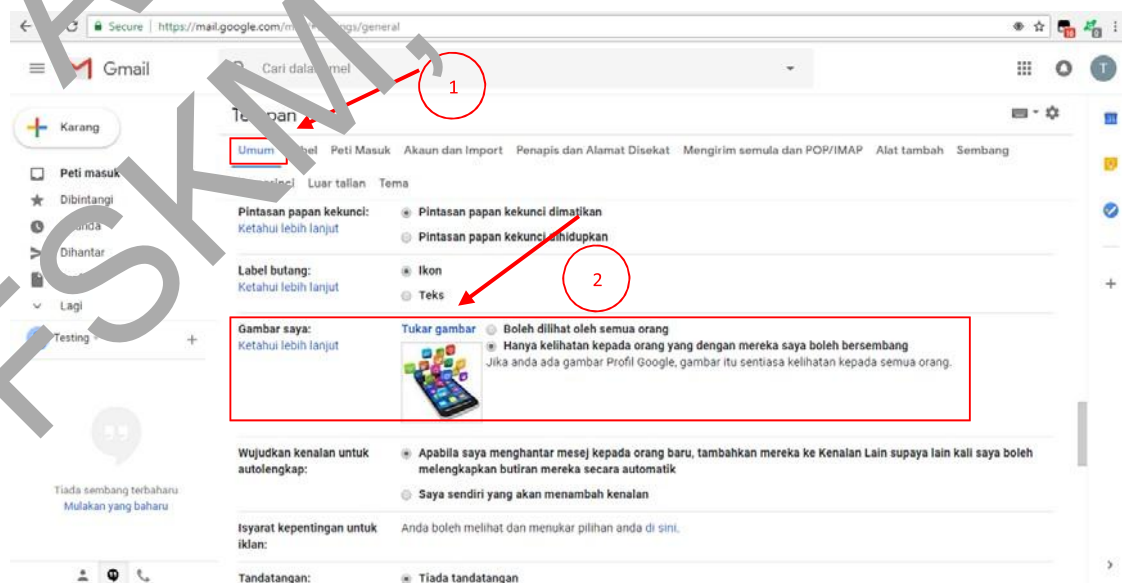 Secure | https://mail.google.com/m
gs/general
10
0
Gmail
Cari dala
mel
T
1
Karang
31
Umum
bel Peti Masuk Akaun dan Import Penapis dan Alamat Disekat Mengirim semula dan POP/IMAP Alat tambah Sembang
Luar talian Tema
Peti masuk
Dibintangi
Dihantar
Lagi
Testing
Pintasan papan kekunci:
Ketahui lebih lanjut
Pintasan papan kekunci dimatikan
Pintasan papan kekunci dihidupkan
Label butang:
Ketahui lebih lanjut
Ikon
Teks
2
Gambar saya:
Ketahui lebih lanjut
Tukar gambar
Boleh dilihat oleh semua orang
Hanya kelihatan kepada orang yang dengan mereka saya boleh bersembang
Jika anda ada gambar Profil Google, gambar itu sentiasa kelihatan kepada semua orang.
Wujudkan kenalan untuk
autolengkap:
Apabila saya menghantar mesej kepada orang baru, tambahkan mereka ke Kenalan Lain supaya lain kali saya boleh
melengkapkan butiran mereka secara automatik
Saya sendiri yang akan menambah kenalan
Tiada sembang terbaharu
Mulakan yang baharu
Isyarat kepentingan untuk
iklan:
Anda boleh melihat dan menukar pilihan anda di sini.
Tandatangan:
Tiada tandatangan
FSKM,